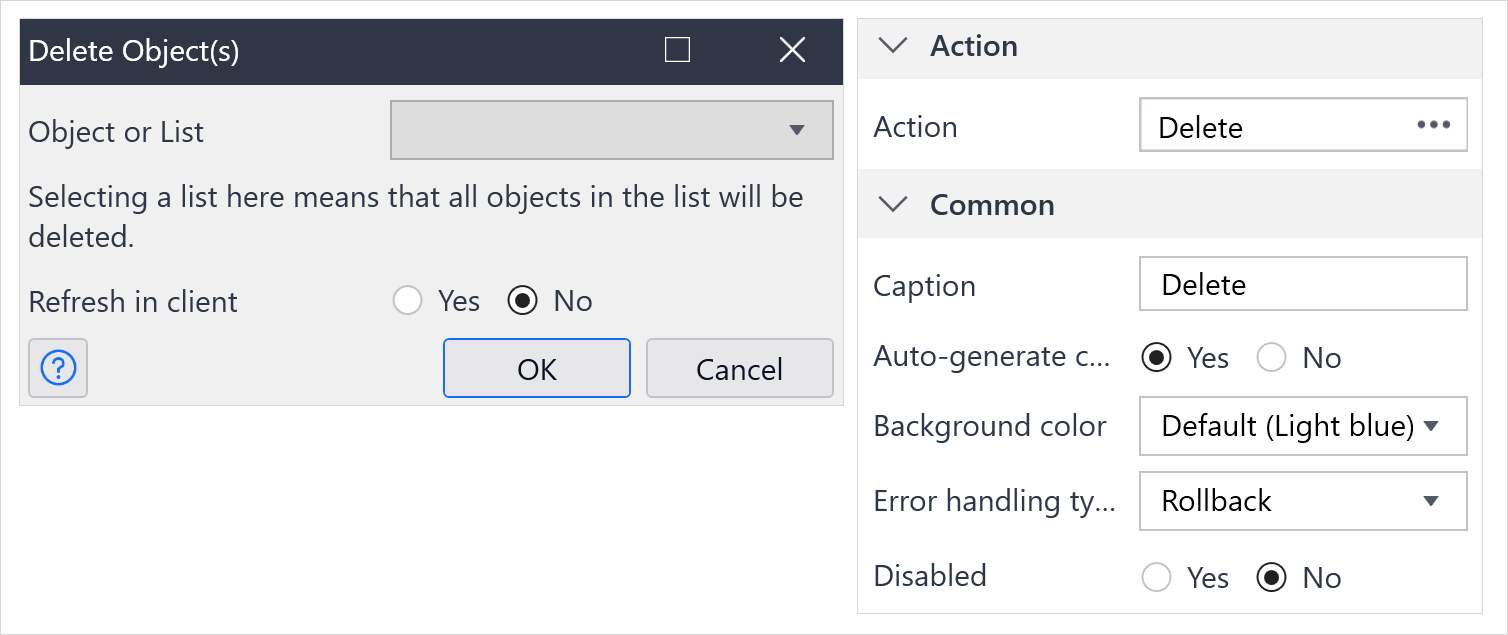 Delete Object(s)
Object or List
Selecting a list here means that all objects in the list will be
deleted.
Refresh in client Yes No
? OK Cancel
Action
Action Delete •••
Common
Caption Delete
Auto-generate c... Yes No
Background color Default (Light blue)
Error handling ty... Rollback
Disabled Yes No